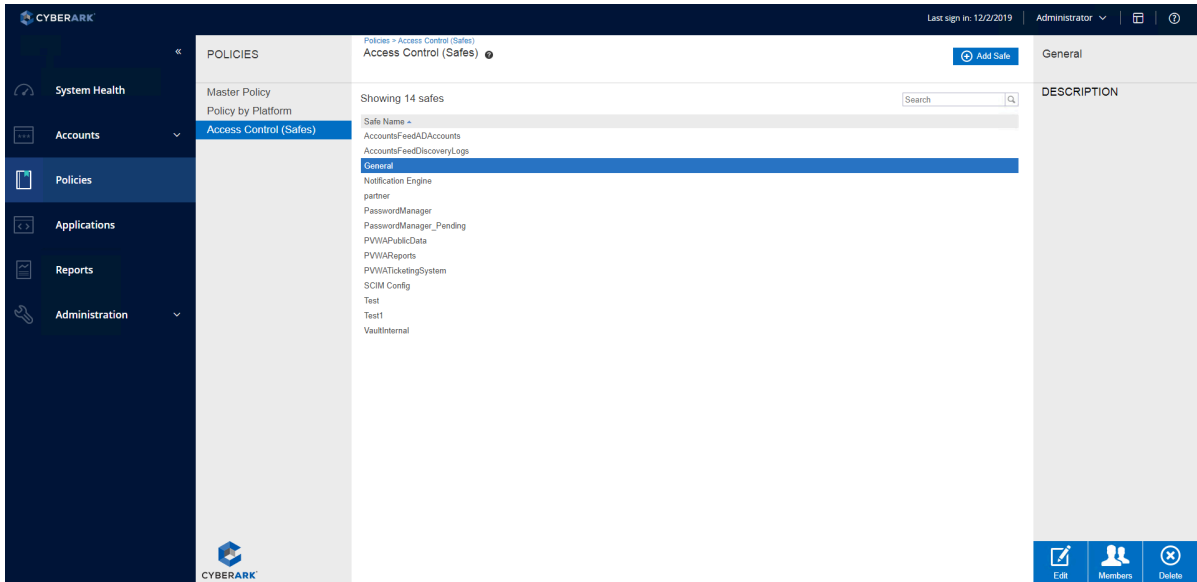 CYBERARK
Last sign in: 12/2/2019
Administrator
System Health
Accounts
Policies
Applications
Reports
Administration
POLICIES
Master Policy
Policy by Platform
Access Control (Safes)
CYBERARK
Policies > Access Control (Safes)
Access Control (Safes)
Add Safe
Showing 14 safes
Search
Safe Name
AccountsFeedADAccounts
AccountsFeedDiscoveryLogs
General
Notification Engine
partner
PasswordManager
PasswordManager_Pending
PVWAPublicData
PVWAReports
PVWATicketingSystem
SCIM Config
Test
Test1
VaultInternal
General
DESCRIPTION
Edit
Members
Delete